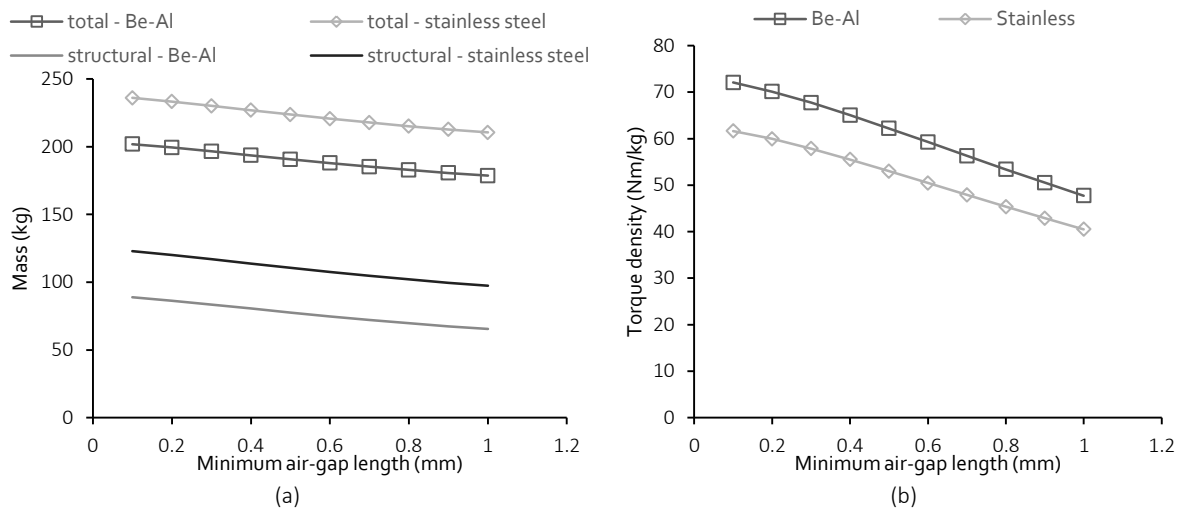 total - Be-Al
total - stainless steel
structural - Be-Al
structural - stainless steel
250
200
150
100
50
0
Mass (kg)
0
0.2
0.4
0.6
0.8
1
1.2
Minimum air-gap length (mm)
(a)
Be-Al
Stainless
80
70
60
50
40
30
20
10
0
Torque density (Nm/kg)
0
0.2
0.4
0.6
0.8
1
1.2
Minimum air-gap length (mm)
(b)